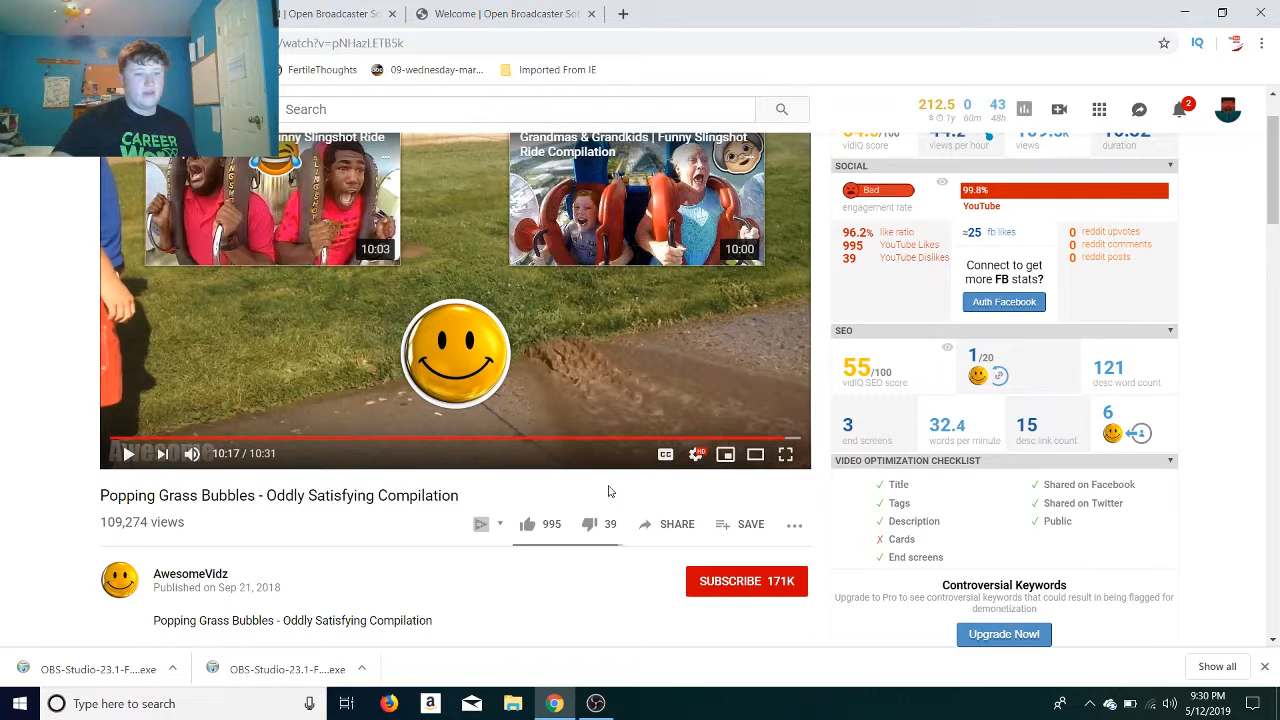 | Open Broadcaster So
Welcome | Open Broadcaster Sof
/watch?v=pNHazLETB5k
FertileThoughts
09-wednesday-mar...
Imported From IE
CAREER
Search
212.5 0 43
1y 60m 48h
2
nny Slingshot Ride
10:03
Grandmas & Grandkids | Funny Slingshot
Ride Compilation
10:00
/100
vidIQ score
views per hour
views
duration
SOCIAL
Bad
engagement rate
99.8%
YouTube
96.2% like ratio
995 YouTube Likes
39 YouTube Dislikes
≈25 fb likes
Connect to get
more FB stats?
Auth Facebook
0 reddit upvotes
0 reddit comments
0 reddit posts
SEO
55/100
vidIQ SEO score
1/20
121
desc word count
3
end screens
32.4
words per minute
15
desc link count
6
Awesome
10:17 / 10:31
CC
HD
VIDEO OPTIMIZATION CHECKLIST
✓ Title
✓ Tags
✓ Description
✗ Cards
✓ End screens
✓ Shared on Facebook
✓ Shared on Twitter
✓ Public
Controversial Keywords
Upgrade to Pro to see controversial keywords that could result in being flagged for
demonetization
Upgrade Now!
Popping Grass Bubbles - Oddly Satisfying Compilation
109,274 views
995
39
SHARE
SAVE
AwesomeVidz
Published on Sep 21, 2018
SUBSCRIBE 171K
Popping Grass Bubbles - Oddly Satisfying Compilation
OBS-Studio-23.1-F....exe
OBS-Studio-23.1-F....exe
Show all
Type here to search
9:30 PM
5/12/2019